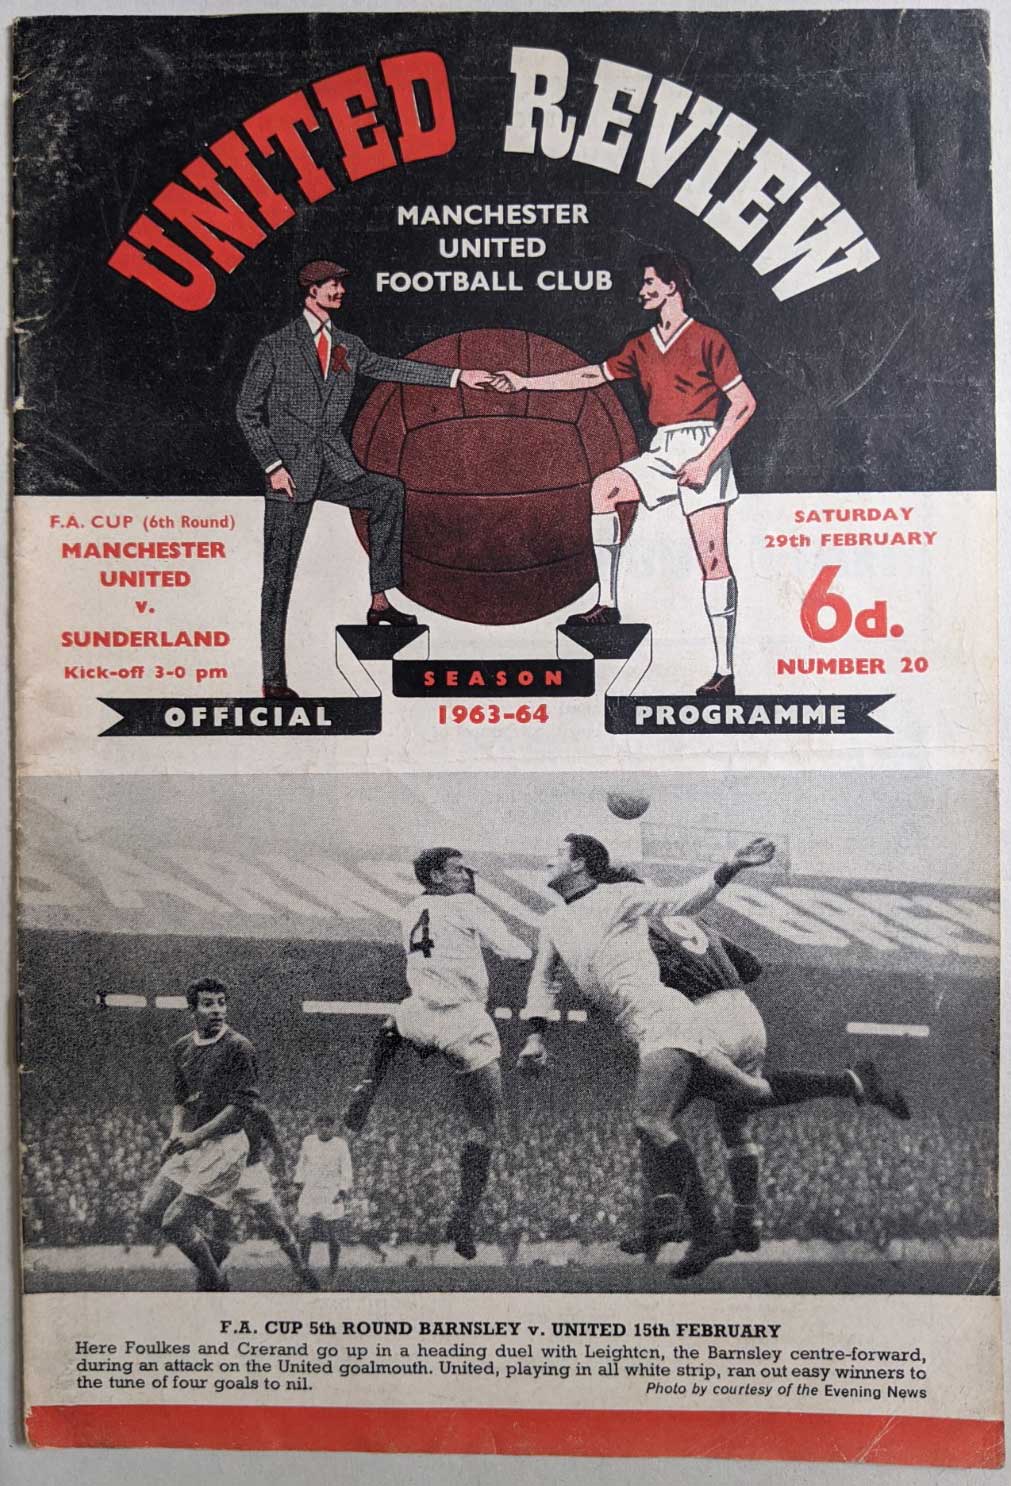 UNITED REVIEW
MANCHESTER
UNITED
FOOTBALL CLUB
F.A. CUP (6th Round)
MANCHESTER
UNITED
v.
SUNDERLAND
Kick-off 3-0 pm
SATURDAY
29th FEBRUARY
6d.
NUMBER 20
SEASON
1963-64
OFFICIAL
PROGRAMME
4
9
F.A. CUP 5th ROUND BARNSLEY v. UNITED 15th FEBRUARY
Here Foulkes and Crerand go up in a heading duel with Leighton, the Barnsley centre-forward,
during an attack on the United goalmouth. United, playing in all white strip, ran out easy winners to
the tune of four goals to nil.
Photo by courtesy of the Evening News